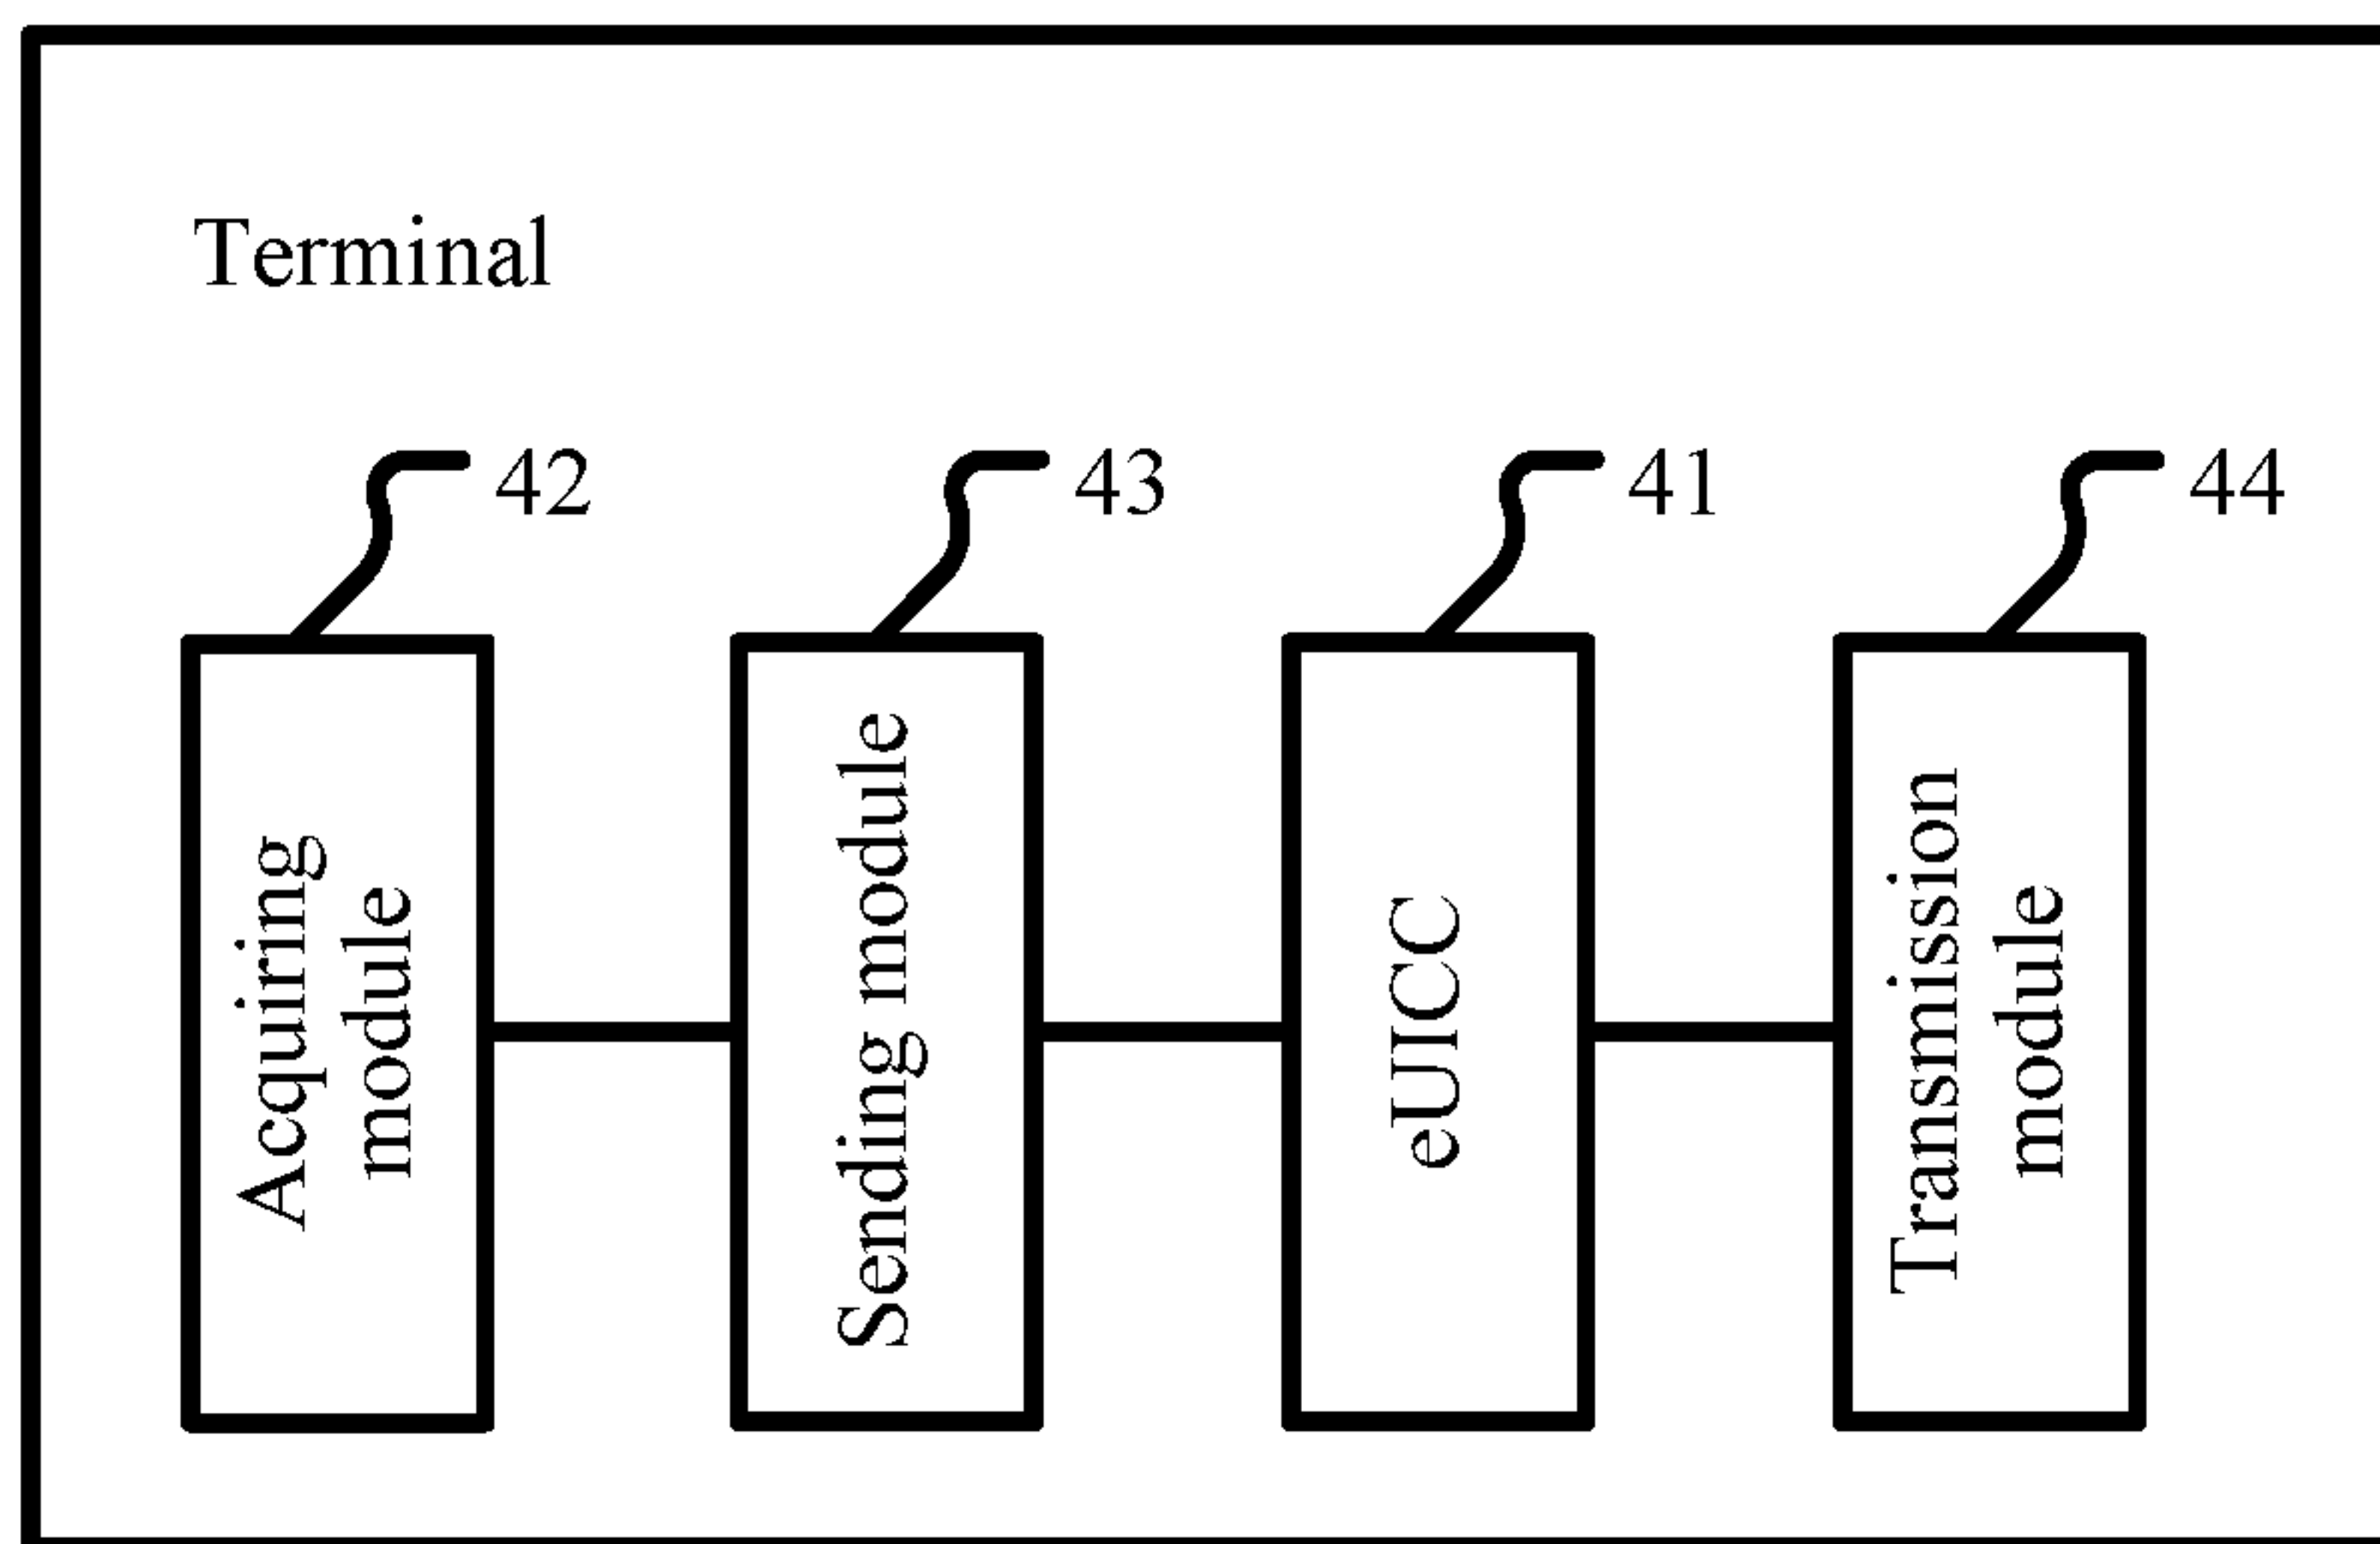 Terminal
42
43
41
44
Acquiring
module
Sending module
eUICC
Transmission
module